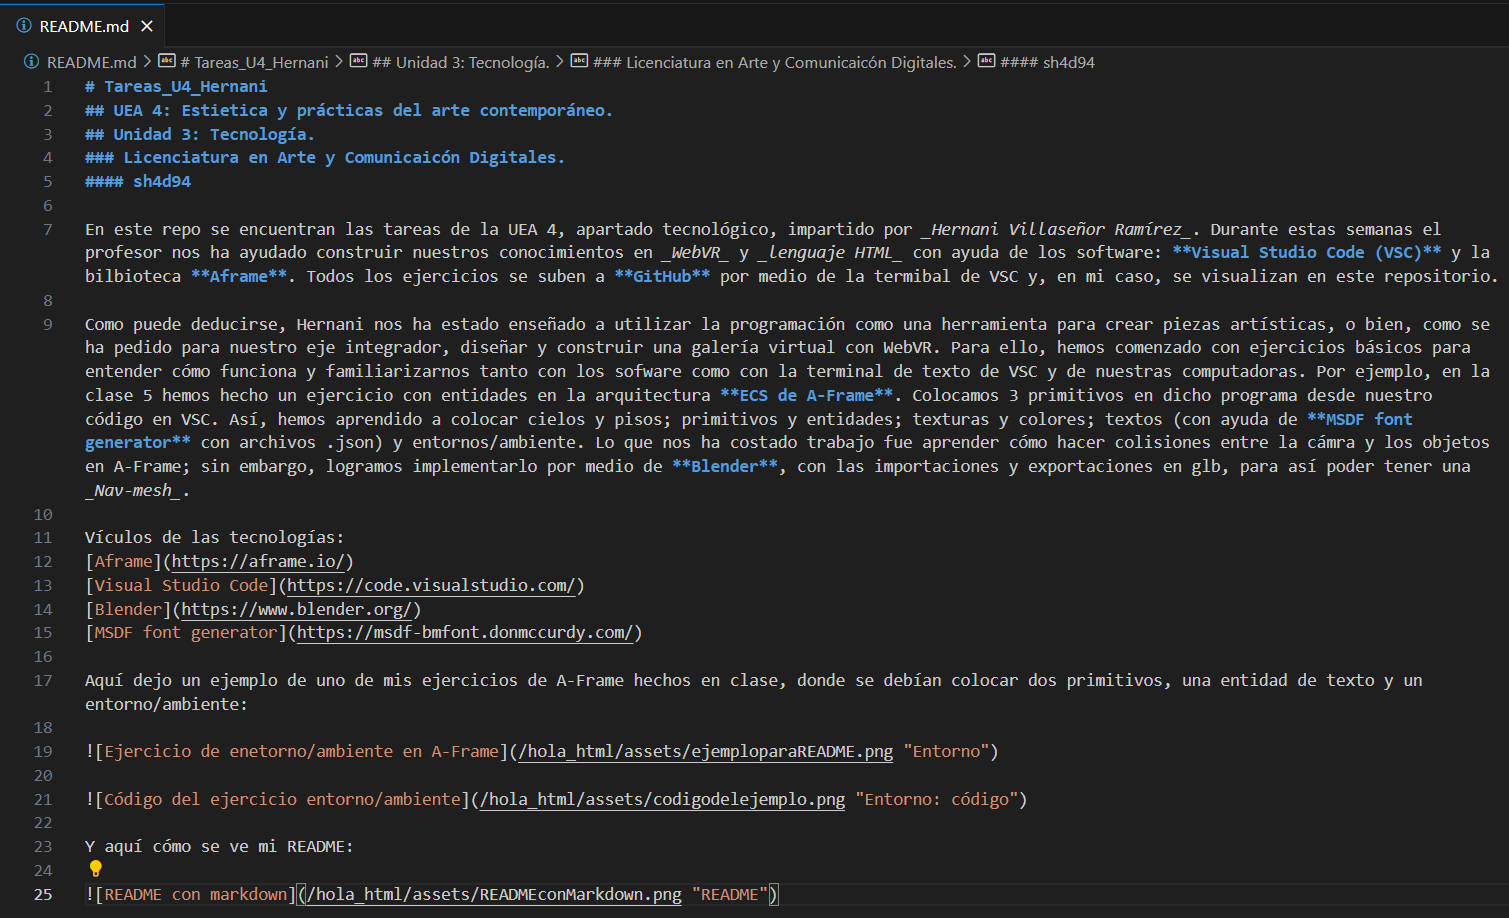 README.md
README.md > # Tareas_U4_Hernani > ## Unidad 3: Tecnología. > ### Licenciatura en Arte y Comunicaicón Digitales. > #### sh4d94
1 # Tareas_U4_Hernani
2 ## UEA 4: Estietica y prácticas del arte contemporáneo.
3 ## Unidad 3: Tecnología.
4 ### Licenciatura en Arte y Comunicaicón Digitales.
5 #### sh4d94
6
7 En este repo se encuentran las tareas de la UEA 4, apartado tecnológico, impartido por _Hernani Villaseñor Ramírez_. Durante estas semanas el
profesor nos ha ayudado construir nuestros conocimientos en _WebVR_ y _lenguaje HTML_ con ayuda de los software: **Visual Studio Code (VSC)** y la
bilbioteca **Aframe**. Todos los ejercicios se suben a **GitHub** por medio de la termibal de VSC y, en mi caso, se visualizan en este repositorio.
8
9 Como puede deducirse, Hernani nos ha estado enseñado a utilizar la programación como una herramienta para crear piezas artísticas, o bien, como se
ha pedido para nuestro eje integrador, diseñar y construir una galería virtual con WebVR. Para ello, hemos comenzado con ejercicios básicos para
entender cómo funciona y familiarizarnos tanto con los sofware como con la terminal de texto de VSC y de nuestras computadoras. Por ejemplo, en la
clase 5 hemos hecho un ejercicio con entidades en la arquitectura **ECS de A-Frame**. Colocamos 3 primitivos en dicho programa desde nuestro
código en VSC. Así, hemos aprendido a colocar cielos y pisos; primitivos y entidades; texturas y colores; textos (con ayuda de **MSDF font
generator** con archivos .json) y entornos/ambiente. Lo que nos ha costado trabajo fue aprender cómo hacer colisiones entre la cámra y los objetos
en A-Frame; sin embargo, logramos implementarlo por medio de **Blender**, con las importaciones y exportaciones en glb, para así poder tener una
_Nav-mesh_.
10
11 Vículos de las tecnologías:
12 [Aframe](https://aframe.io/)
13 [Visual Studio Code](https://code.visualstudio.com/)
14 [Blender](https://www.blender.org/)
15 [MSDF font generator](https://msdf-bmfont.donmccurdy.com/)
16
17 Aquí dejo un ejemplo de uno de mis ejercicios de A-Frame hechos en clase, donde se debían colocar dos primitivos, una entidad de texto y un
entorno/ambiente:
18
19 ![Ejercicio de enetorno/ambiente en A-Frame](/hola_html/assets/ejemploparaREADME.png "Entorno")
20
21 ![Código del ejercicio entorno/ambiente](/hola_html/assets/codigodelejemplo.png "Entorno: código")
22
23 Y aquí cómo se ve mi README:
24
25 ![README con markdown](/hola_html/assets/READMEconMarkdown.png "README")